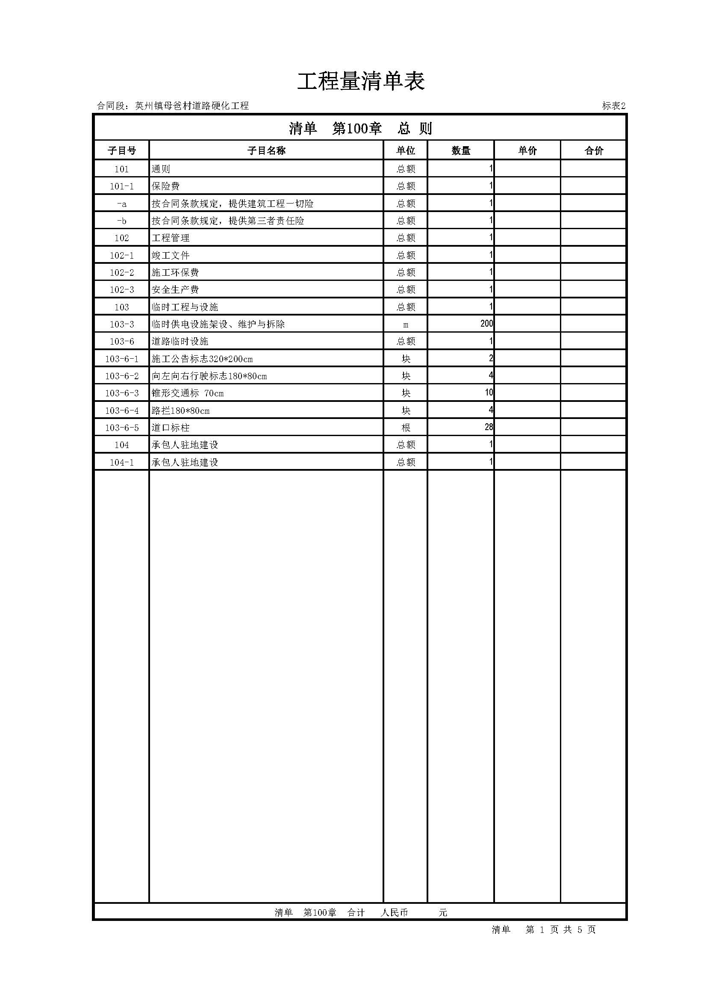 工程量清单表
合同段：英州镇母爸村道路硬化工程 标表2
清单 第100章 总 则
子目号 子目名称 单位 数量 单价 合价
101 通则 总额 1
101-1 保险费 总额 1
-a 按合同条款规定，提供建筑工程一切险 总额 1
-b 按合同条款规定，提供第三者责任险 总额 1
102 工程管理 总额 1
102-1 竣工文件 总额 1
102-2 施工环保费 总额 1
102-3 安全生产费 总额 1
103 临时工程与设施 总额 1
103-3 临时供电设施架设、维护与拆除 m 200
103-6 道路临时设施 总额 1
103-6-1 施工公告标志320*200cm 块 2
103-6-2 向左向右行驶标志180*80cm 块 4
103-6-3 锥形交通标 70cm 块 10
103-6-4 路拦180*80cm 块 4
103-6-5 道口标柱 根 28
104 承包人驻地建设 总额 1
104-1 承包人驻地建设 总额 1
清单 第100章 合计 人民币 元
清单 第 1 页 共 5 页